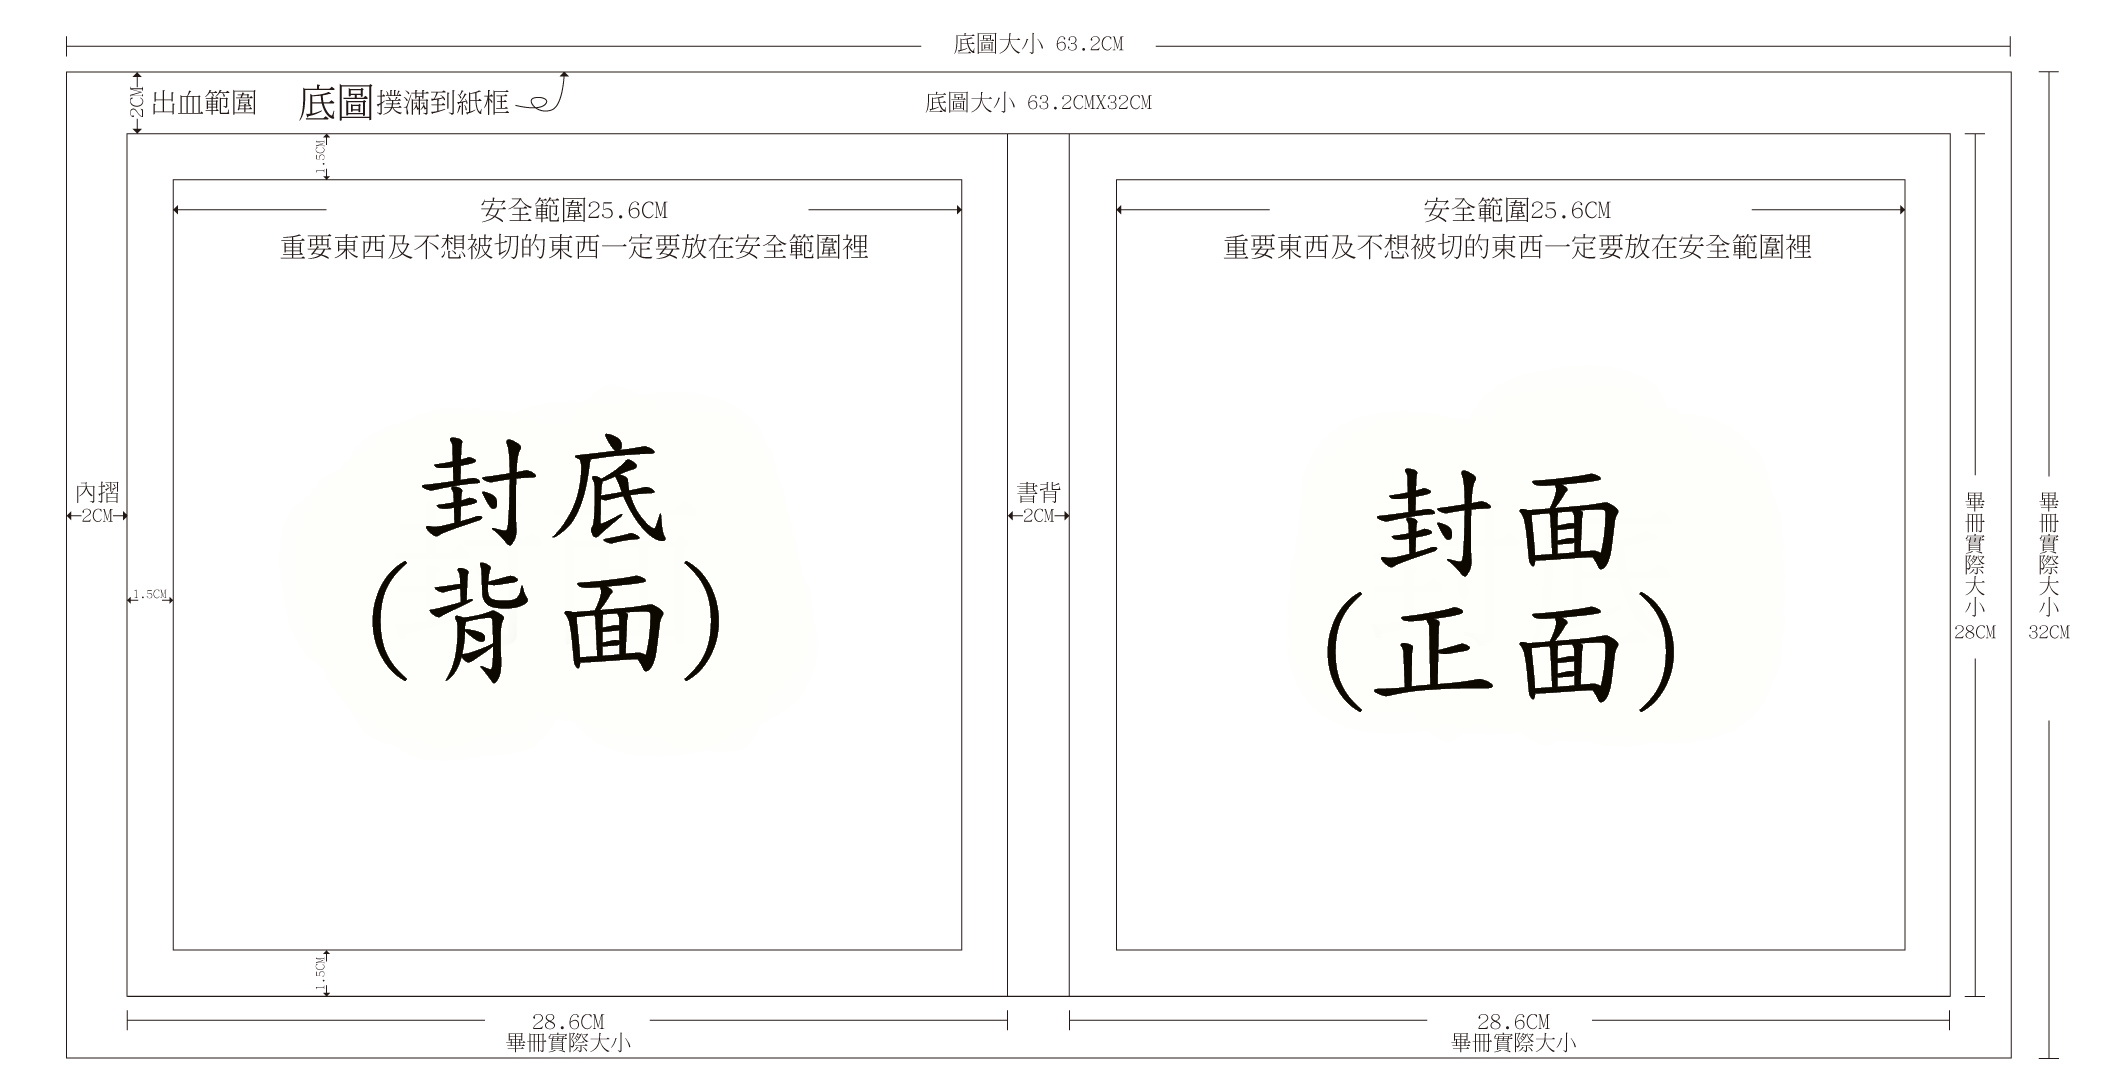 底圖大小 63.2CM
2CM
出血範圍 底圖撲滿到紙框
底圖大小 63.2CMX32CM
1.5CM
安全範圍25.6CM
重要東西及不想被切的東西一定要放在安全範圍裡
安全範圍25.6CM
重要東西及不想被切的東西一定要放在安全範圍裡
內摺
2CM
1.5CM
封底
(背面)
書背
2CM
封面
(正面)
畢冊實際大小
28CM
畢冊實際大小
32CM
1.5CM
28.6CM
畢冊實際大小
28.6CM
畢冊實際大小